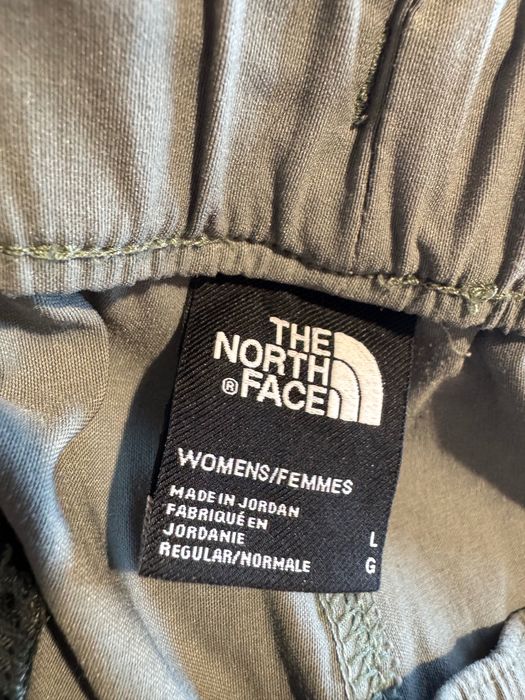 THE
NORTH
® FACE
WOMENS/FEMMES
MADE IN JORDAN
FABRIQUÉ EN
JORDANIE L
REGULAR/NORMALE G